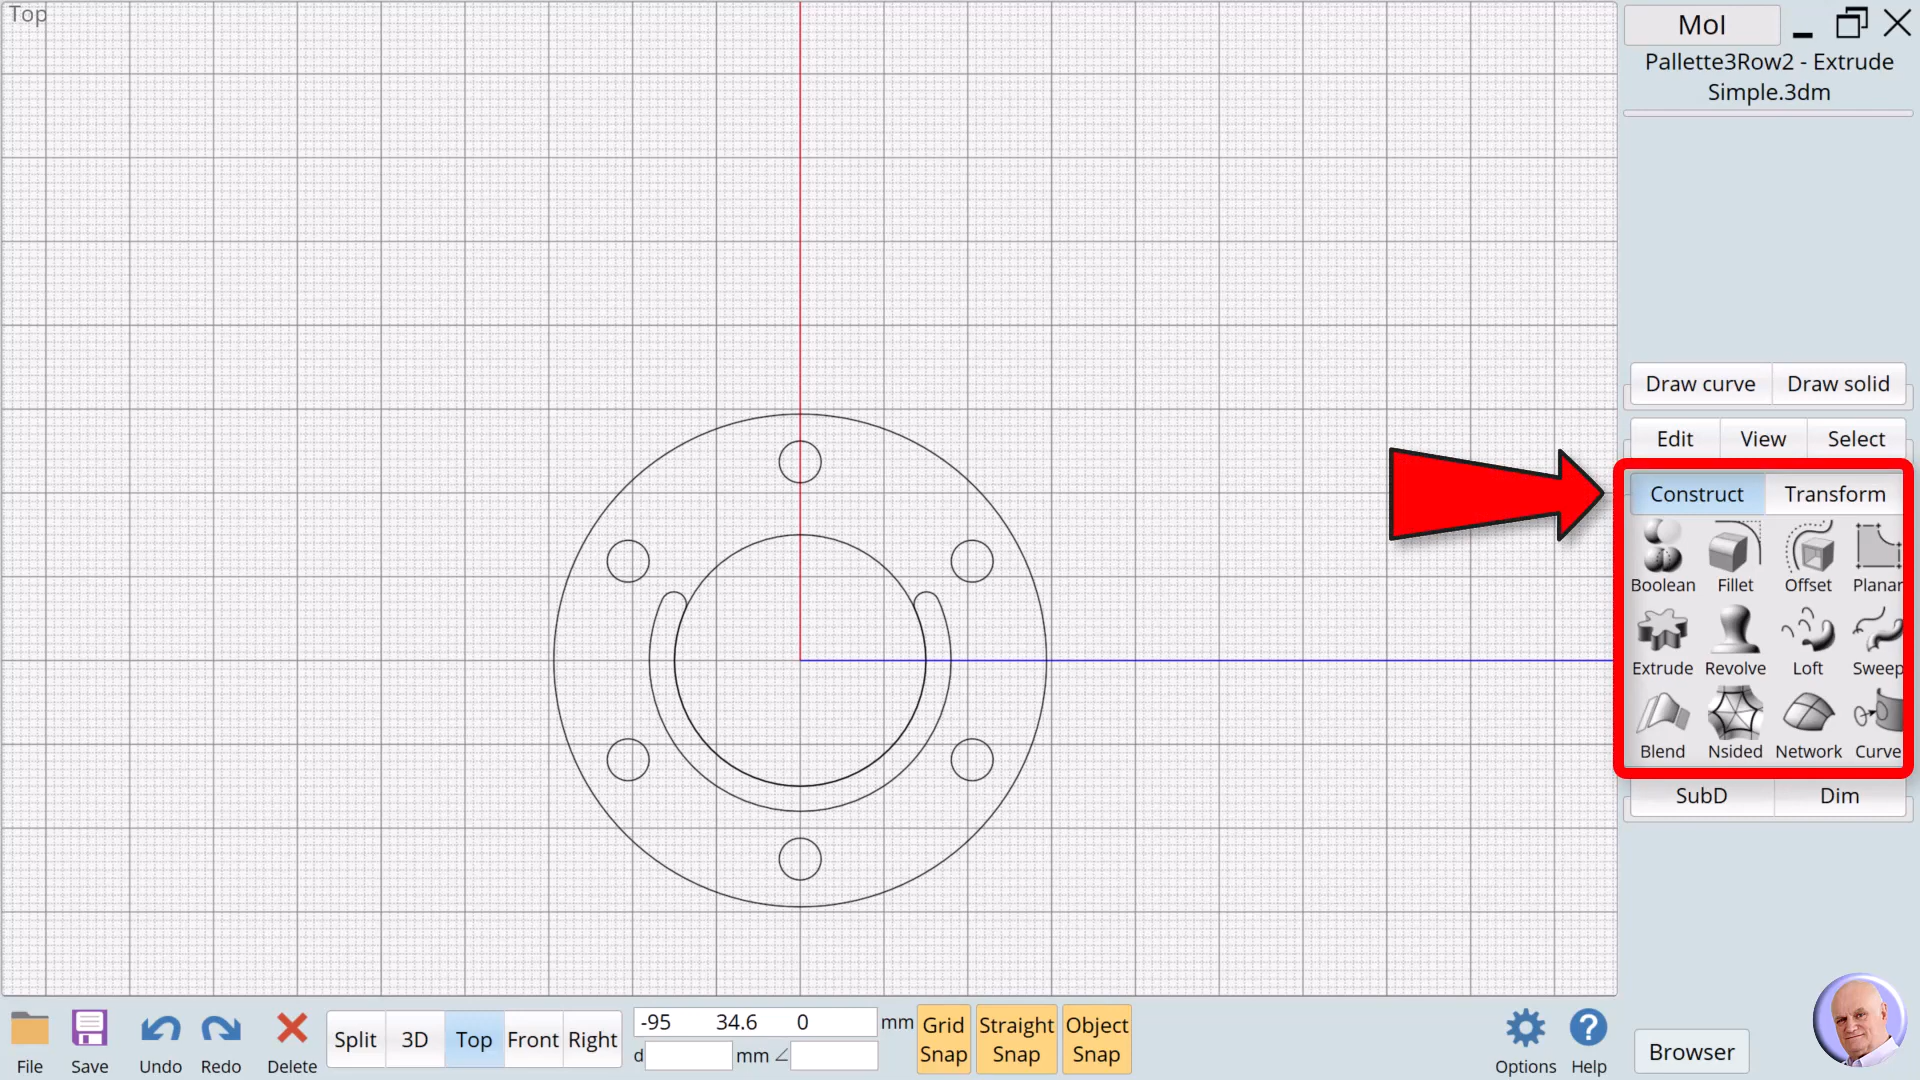 Top
MoI
Pallette3Row2 - Extrude
Simple.3dm
Draw curve Draw solid
Edit View Select
Construct Transform
Boolean Fillet Offset Planar
Extrude Revolve Loft Sweep
Blend Nsided Network Curve
SubD Dim
File Save Undo Redo Delete
Split 3D Top Front Right
-95 34.6 0 mm
d mm ∠
Grid Snap
Straight Snap
Object Snap
Options Help
Browser